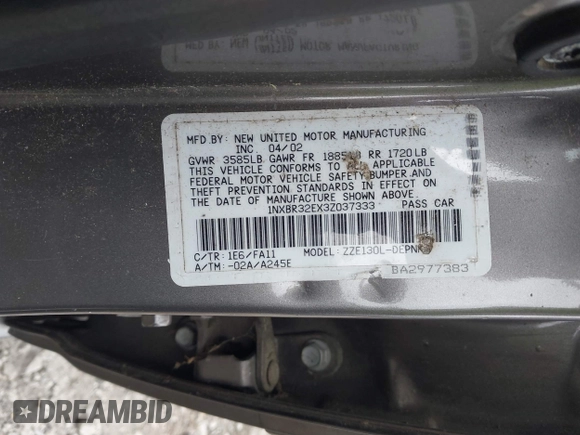 MFD BY: NEW UNITED MOTOR MANUFACTURING
INC. 04/02
GVWR 3585LB GAWR FR RR 1720LB
THIS VEHICLE CONFORMS TO ALL APPLICABLE
FEDERAL MOTOR VEHICLE SAFETY, BUMPER, AND
THEFT PREVENTION STANDARDS IN EFFECT ON
THE DATE OF MANUFACTURE SHOWN ABOVE.
1NXBR32EX3Z037333 PASS CAR
C/TR: 1E6/FA11 MODEL: ZZE130L-DEPNK
A/TM: -02A/A245E
BA2977383
DREAMBID